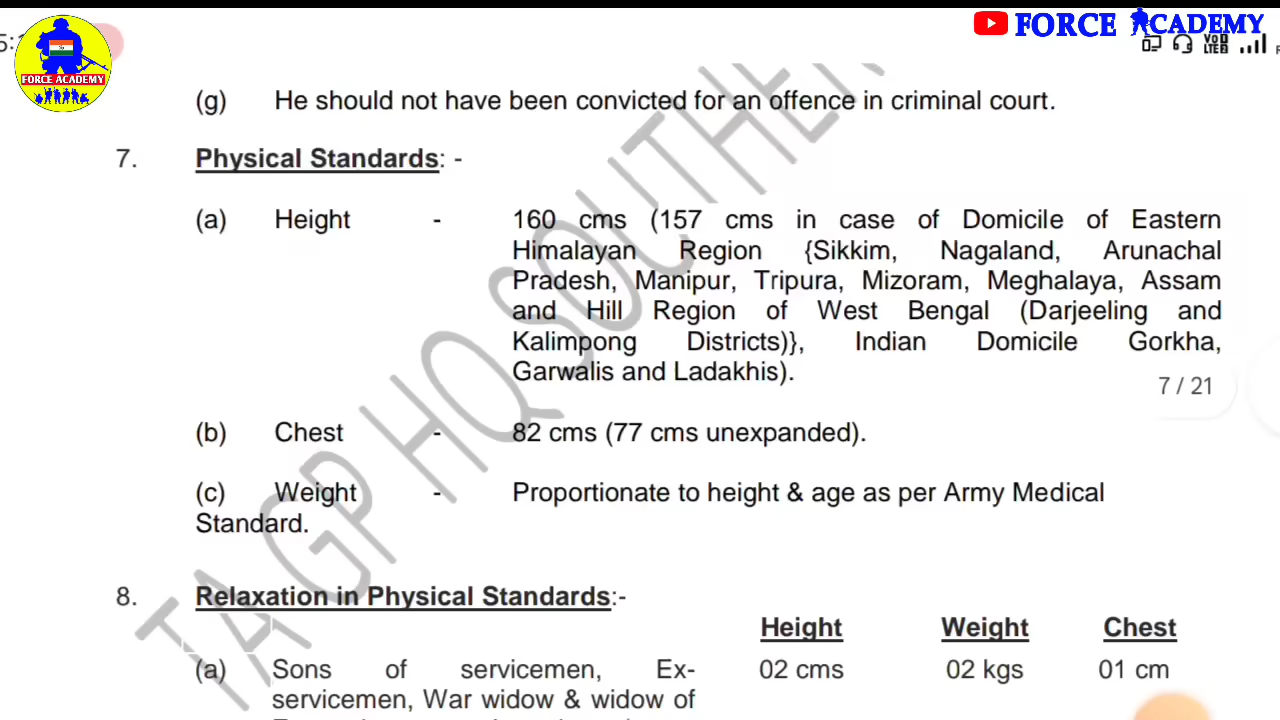 FORCE ACADEMY
FORCE ACADEMY
(g) He should not have been convicted for an offence in criminal court.
7. Physical Standards: -
(a) Height - 160 cms (157 cms in case of Domicile of Eastern
Himalayan Region {Sikkim, Nagaland, Arunachal
Pradesh, Manipur, Tripura, Mizoram, Meghalaya, Assam
and Hill Region of West Bengal (Darjeeling and
Kalimpong Districts)}, Indian Domicile Gorkha,
Garwalis and Ladakhis).
7 / 21
(b) Chest - 82 cms (77 cms unexpanded).
(c) Weight - Proportionate to height & age as per Army Medical
Standard.
8. Relaxation in Physical Standards:-
Height Weight Chest
(a) Sons of servicemen, Ex- 02 cms 02 kgs 01 cm
servicemen, War widow & widow of
TA GP HQ SOUTHER